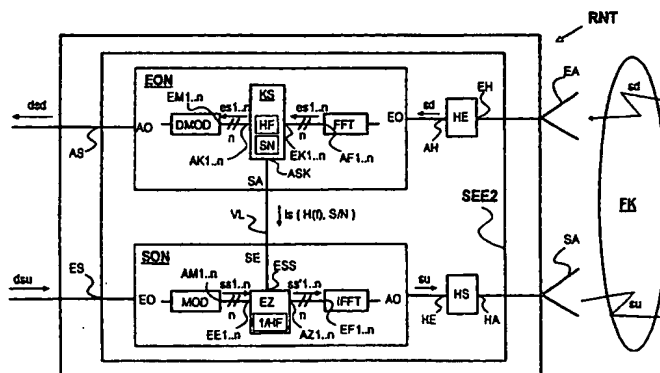 RNT
EON
EM1..n
es1..n
KS
es1..n
EH
EA
sd
dsd
AO
DMOD
HF
SN
FFT
EO
sd
HE
n
n
AS
AK1..n
EK1..n
AF1..n
AH
ASK
SA
SEE2
FK
VL
ls ( H(f), S/N )
SE
SON
ESS
SA
dsu
ES
AM1..n
ss1..n
ss'1..n
su
EO
MOD
EZ
1/HF
IFFT
AO
HS
n
n
EE1..n
AZ1..n
EF1..n
HE
HA
su